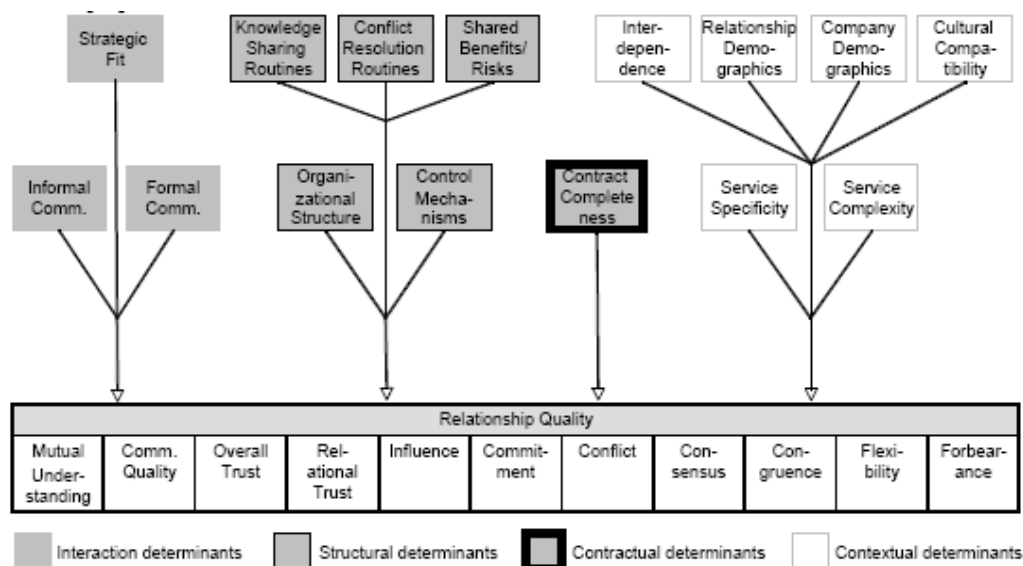 Strategic
Fit
Knowledge
Sharing
Routines
Conflict
Resolution
Routines
Shared
Benefits/
Risks
Inter-
depen-
dence
Relationship
Demo-
graphics
Company
Demo-
graphics
Cultural
Compa-
tibility
Informal
Comm.
Formal
Comm.
Organi-
zational
Structure
Control
Mecha-
nisms
Contract
Complete
ness
Service
Specificity
Service
Complexity
Relationship Quality
Mutual
Under-
standing
Comm.
Quality
Overall
Trust
Rel-
ational
Trust
Influence
Commit-
ment
Conflict
Con-
sensus
Con-
gruence
Flexi-
bility
Forbear-
ance
Interaction determinants
Structural determinants
Contractual determinants
Contextual determinants